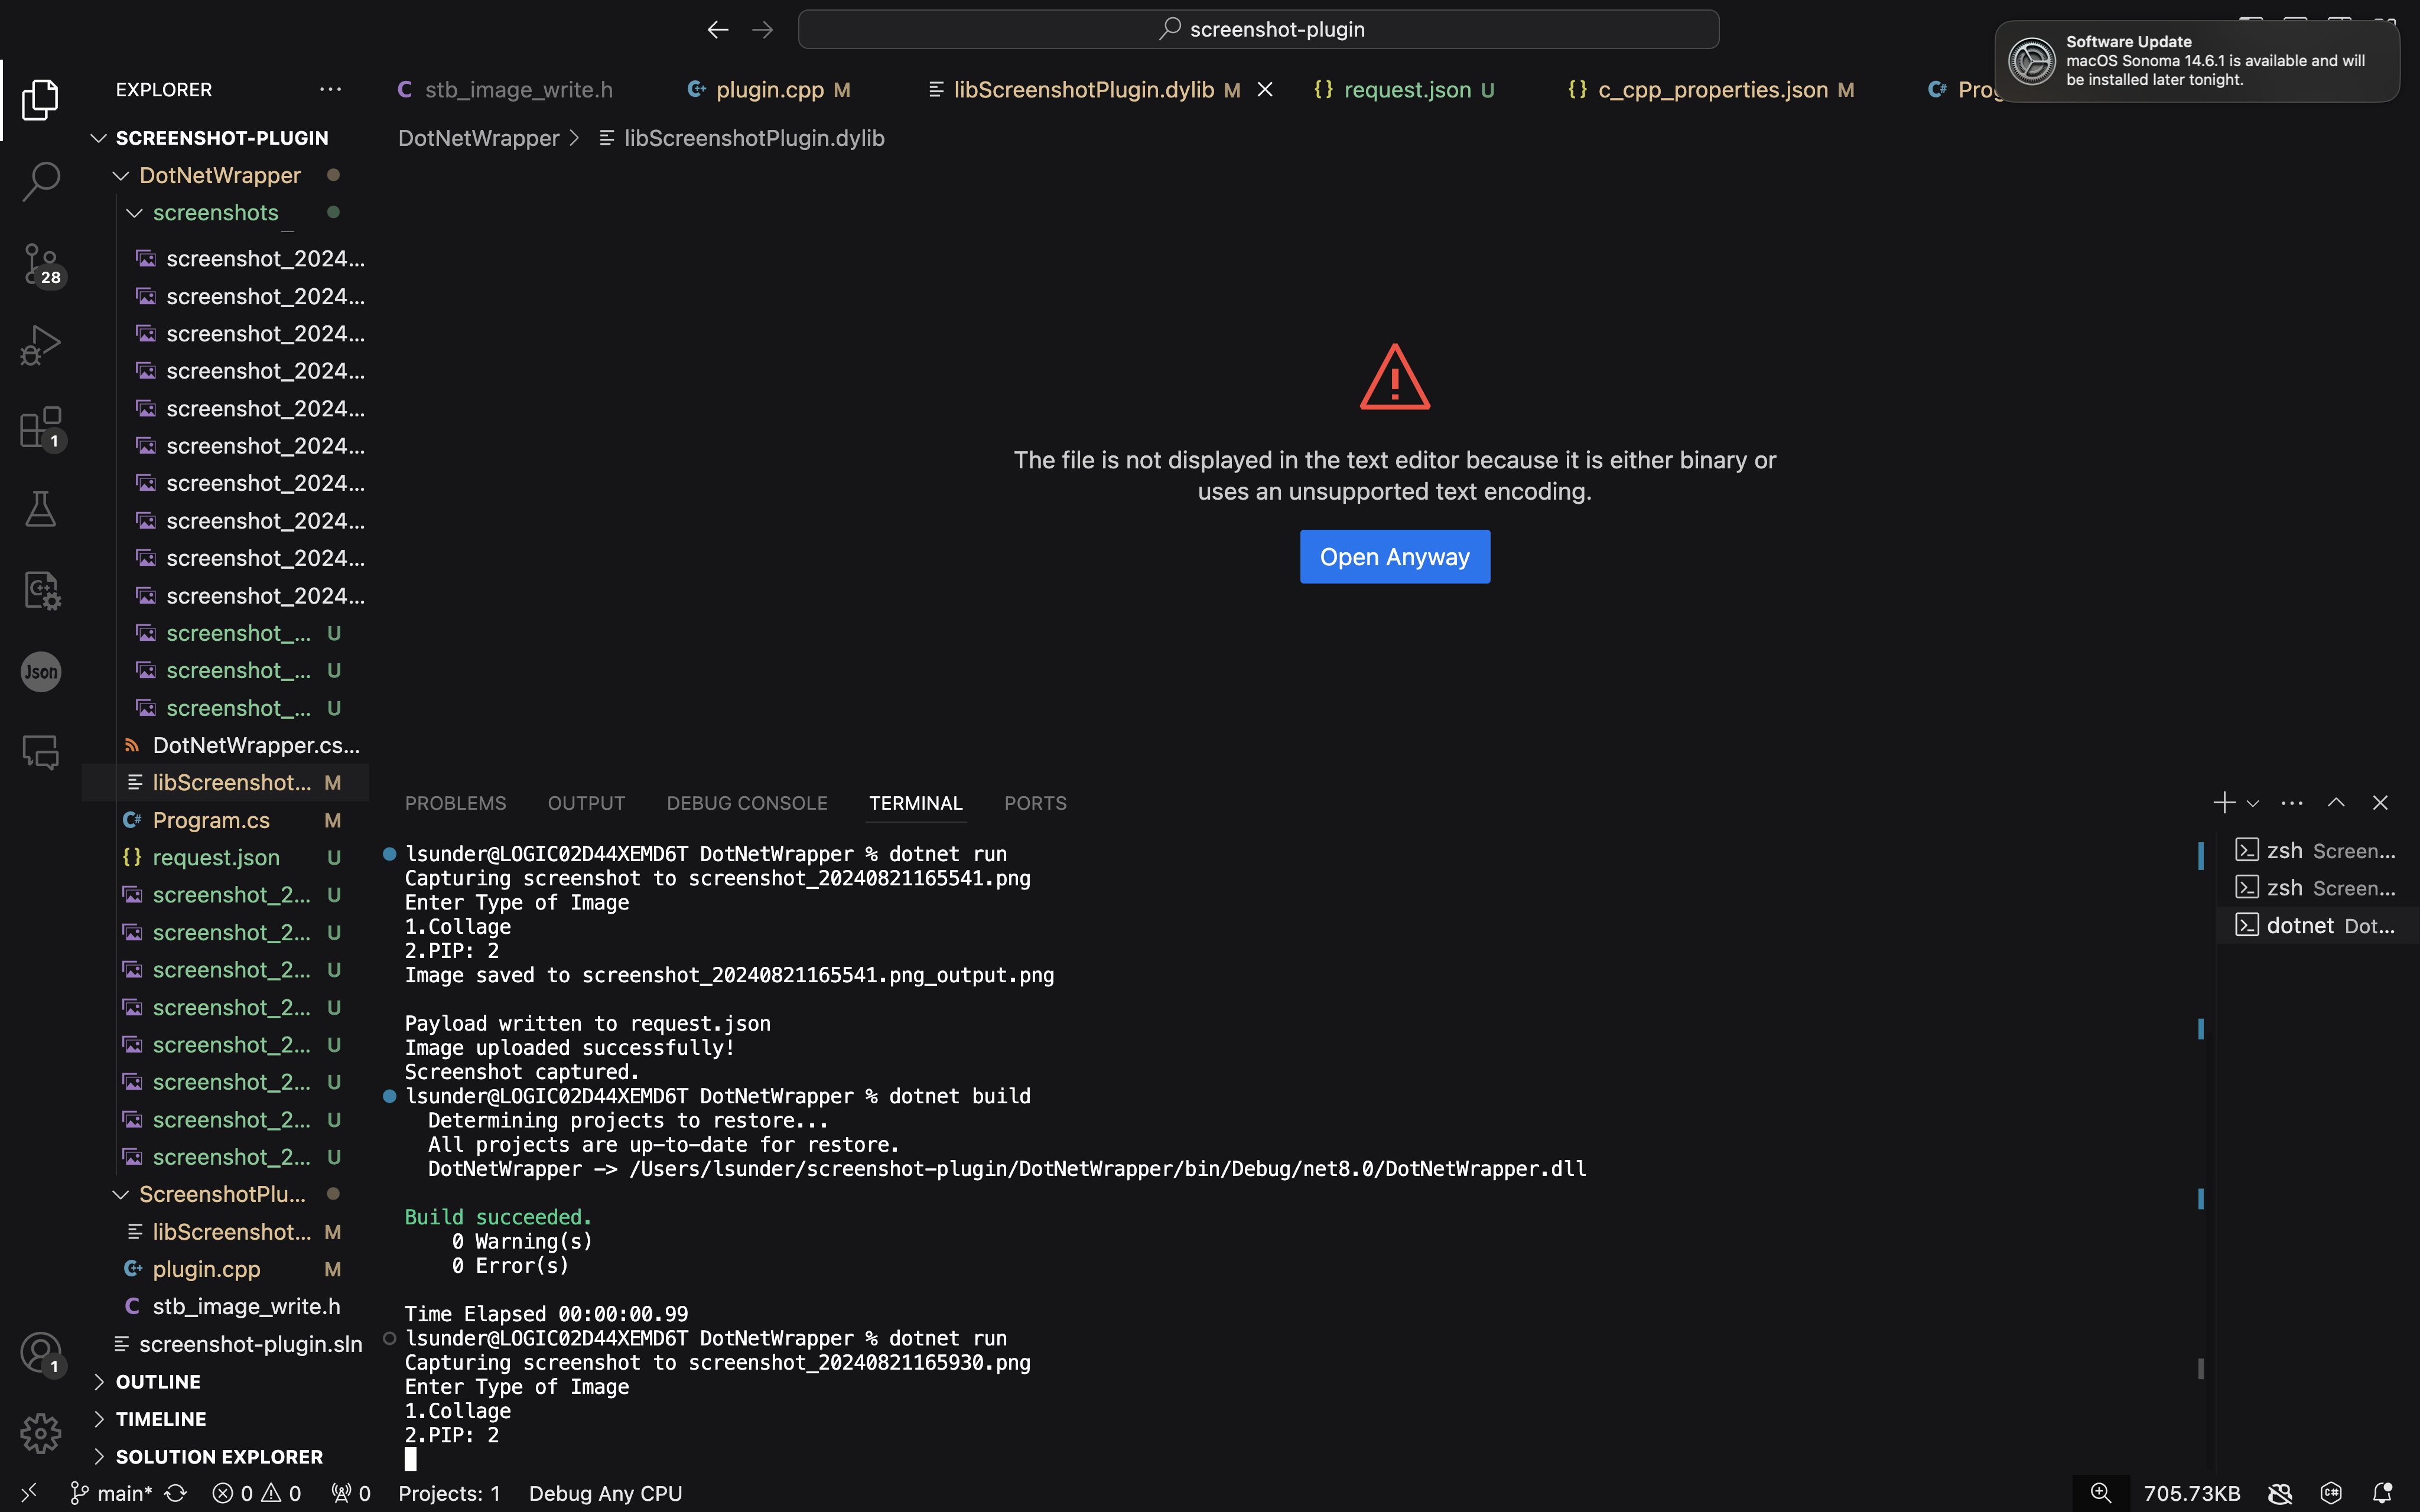 screenshot-plugin
Software Update
macOS Sonoma 14.6.1 is available and will
be installed later tonight.
EXPLORER
stb_image_write.h
plugin.cpp M
libScreenshotPlugin.dylib M
request.json U
c_cpp_properties.json M
SCREENSHOT-PLUGIN
DotNetWrapper
screenshots
screenshot_2024...
screenshot_2024...
screenshot_2024...
screenshot_2024...
screenshot_2024...
screenshot_2024...
screenshot_2024...
screenshot_2024...
screenshot_2024...
screenshot_2024...
screenshot_... U
screenshot_... U
screenshot_... U
DotNetWrapper.cs...
libScreenshot... M
Program.cs M
request.json U
screenshot_2... U
screenshot_2... U
screenshot_2... U
screenshot_2... U
screenshot_2... U
screenshot_2... U
screenshot_2... U
screenshot_2... U
ScreenshotPlu...
libScreenshot... M
plugin.cpp M
stb_image_write.h
screenshot-plugin.sln
OUTLINE
TIMELINE
SOLUTION EXPLORER
28
1
Json
1
DotNetWrapper > libScreenshotPlugin.dylib
The file is not displayed in the text editor because it is either binary or
uses an unsupported text encoding.
Open Anyway
PROBLEMS OUTPUT DEBUG CONSOLE TERMINAL PORTS
lsunder@LOGIC02D44XEMD6T DotNetWrapper % dotnet run
Capturing screenshot to screenshot_20240821165541.png
Enter Type of Image
1.Collage
2.PIP: 2
Image saved to screenshot_20240821165541.png_output.png
Payload written to request.json
Image uploaded successfully!
Screenshot captured.
lsunder@LOGIC02D44XEMD6T DotNetWrapper % dotnet build
Determining projects to restore...
All projects are up-to-date for restore.
DotNetWrapper -> /Users/lsunder/screenshot-plugin/DotNetWrapper/bin/Debug/net8.0/DotNetWrapper.dll
Build succeeded.
0 Warning(s)
0 Error(s)
Time Elapsed 00:00:00.99
lsunder@LOGIC02D44XEMD6T DotNetWrapper % dotnet run
Capturing screenshot to screenshot_20240821165930.png
Enter Type of Image
1.Collage
2.PIP: 2
zsh Screen...
zsh Screen...
dotnet Dot...
main* 0 0 0 Projects: 1 Debug Any CPU 705.73KB